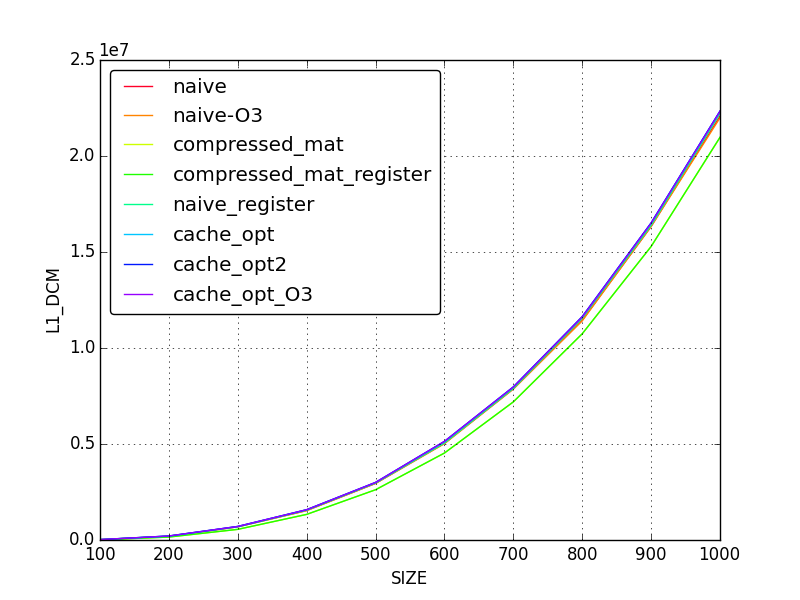 1e7
2.5
2.0
1.5
1.0
0.5
0.0
L1_DCM
naive
naive-O3
compressed_mat
compressed_mat_register
naive_register
cache_opt
cache_opt2
cache_opt_O3
100 200 300 400 500 600 700 800 900 1000
SIZE